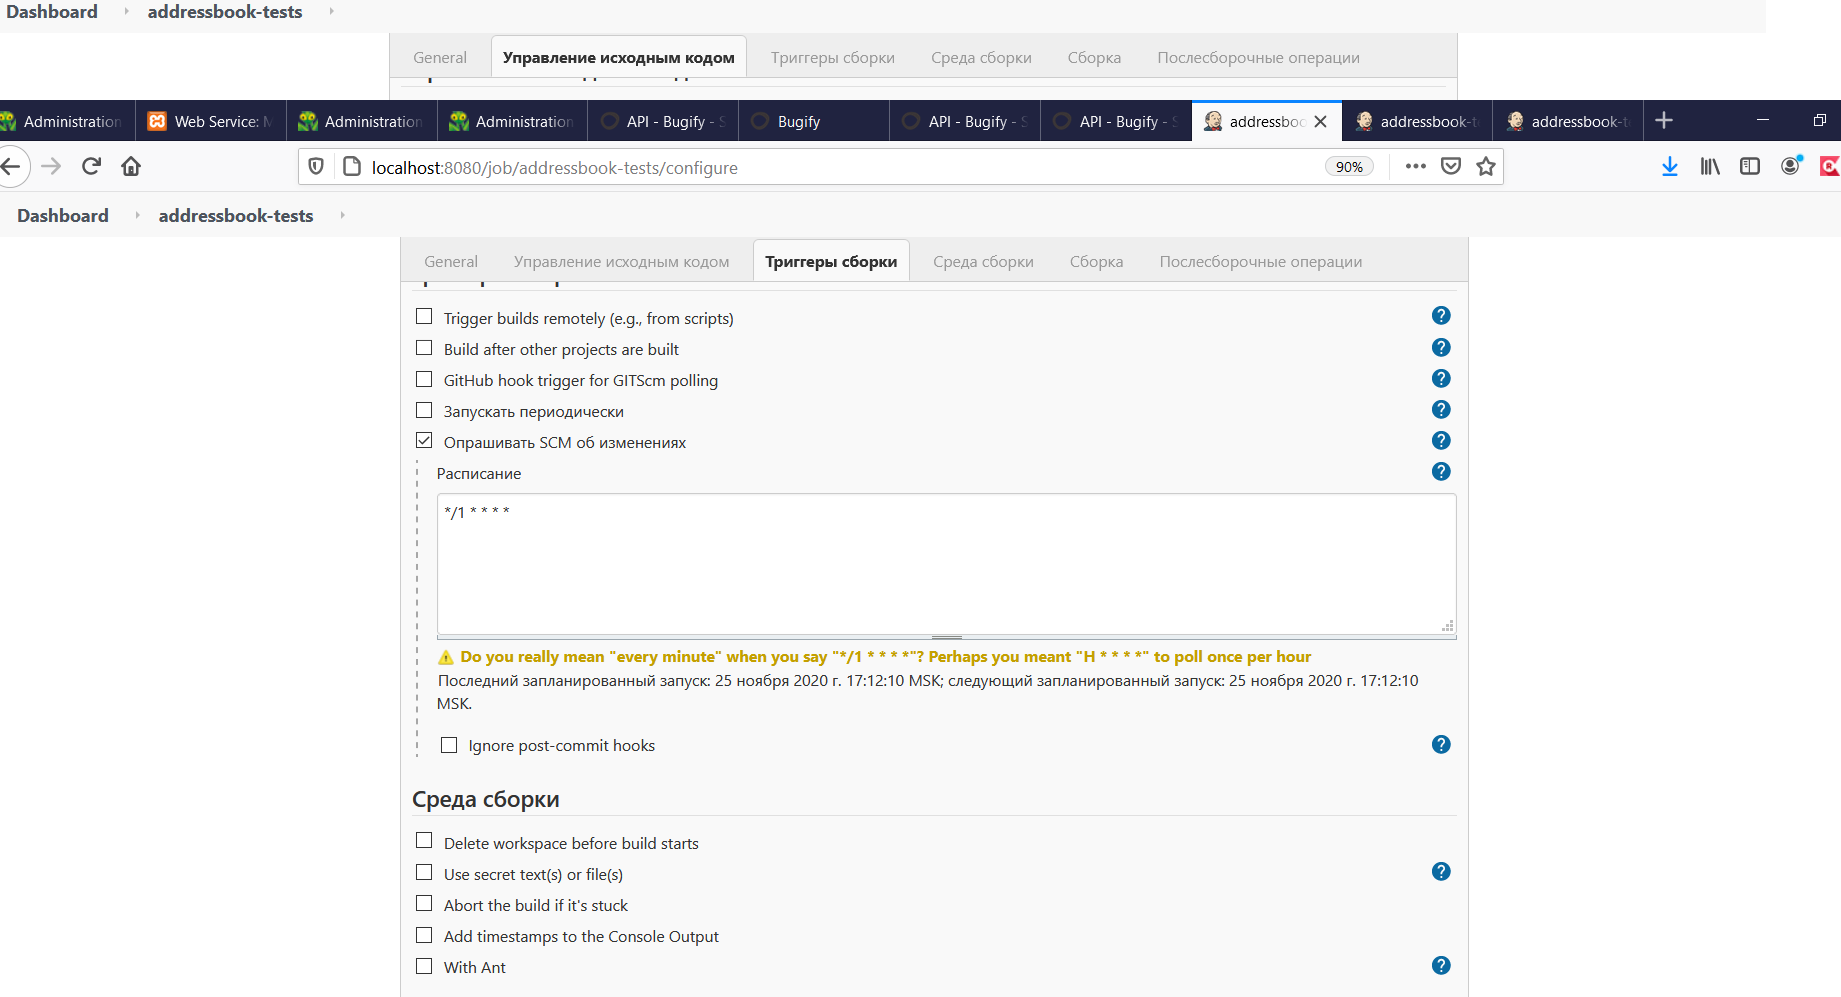 Dashboard addressbook-tests
General Управление исходным кодом Триггеры сборки Среда сборки Сборка Послесборочные операции
Administration Web Service: Administration Administration API - Bugify - Bugify API - Bugify - API - Bugify - addressboo addressbook-t addressbook-t
localhost:8080/job/addressbook-tests/configure 90%
Dashboard addressbook-tests
General Управление исходным кодом Триггеры сборки Среда сборки Сборка Послесборочные операции
Trigger builds remotely (e.g., from scripts)
Build after other projects are built
GitHub hook trigger for GITScm polling
Запускать периодически
Опрашивать SCM об изменениях
Расписание
*/1 * * * *
Do you really mean "every minute" when you say "*/1 * * * *"? Perhaps you meant "H * * * *" to poll once per hour
Последний запланированный запуск: 25 ноября 2020 г. 17:12:10 MSK; следующий запланированный запуск: 25 ноября 2020 г. 17:12:10
MSK.
Ignore post-commit hooks
Среда сборки
Delete workspace before build starts
Use secret text(s) or file(s)
Abort the build if it's stuck
Add timestamps to the Console Output
With Ant